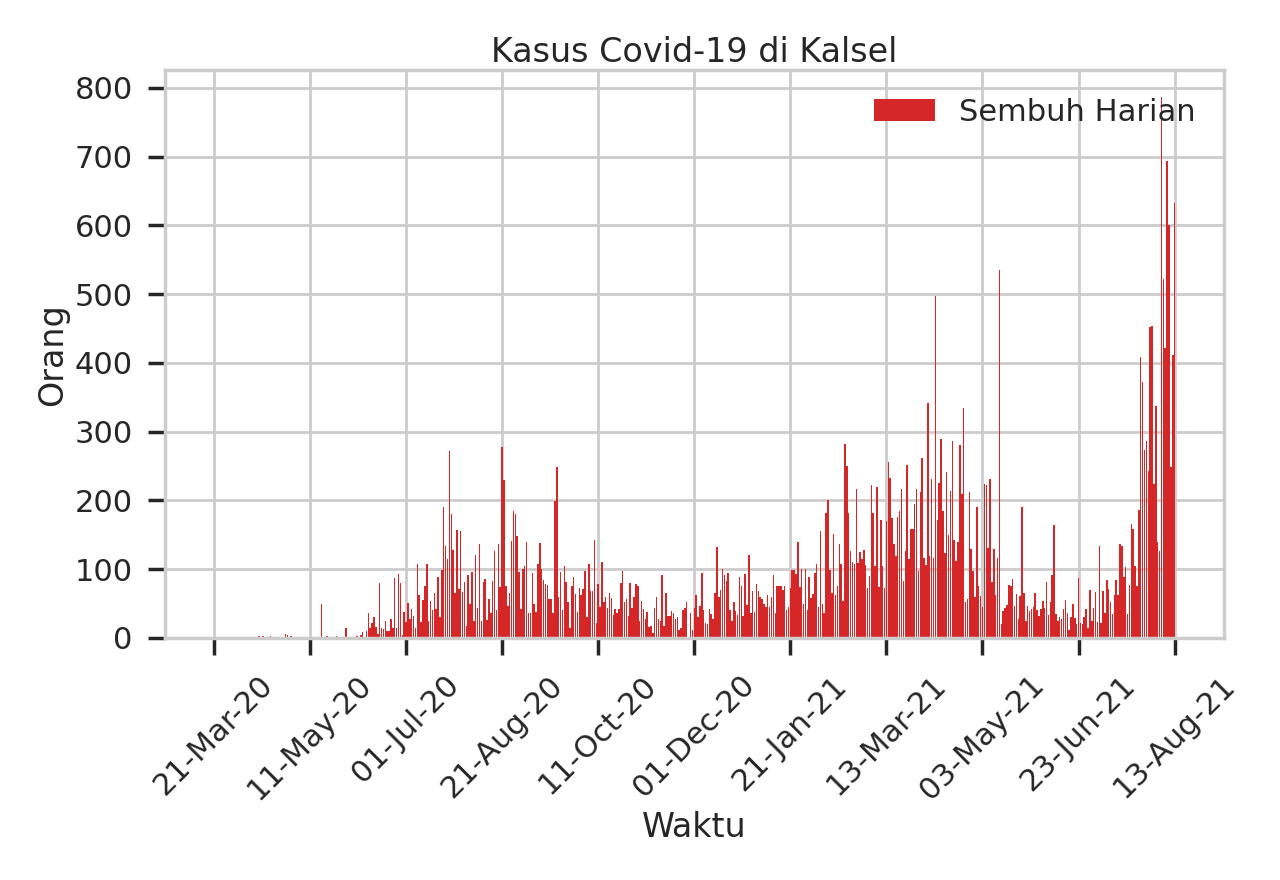 Kasus Covid-19 di Kalsel
Sembuh Harian
Orang
800
700
600
500
400
300
200
100
0
21-Mar-20
11-May-20
01-Jul-20
21-Aug-20
11-Oct-20
01-Dec-20
21-Jan-21
13-Mar-21
03-May-21
23-Jun-21
13-Aug-21
Waktu